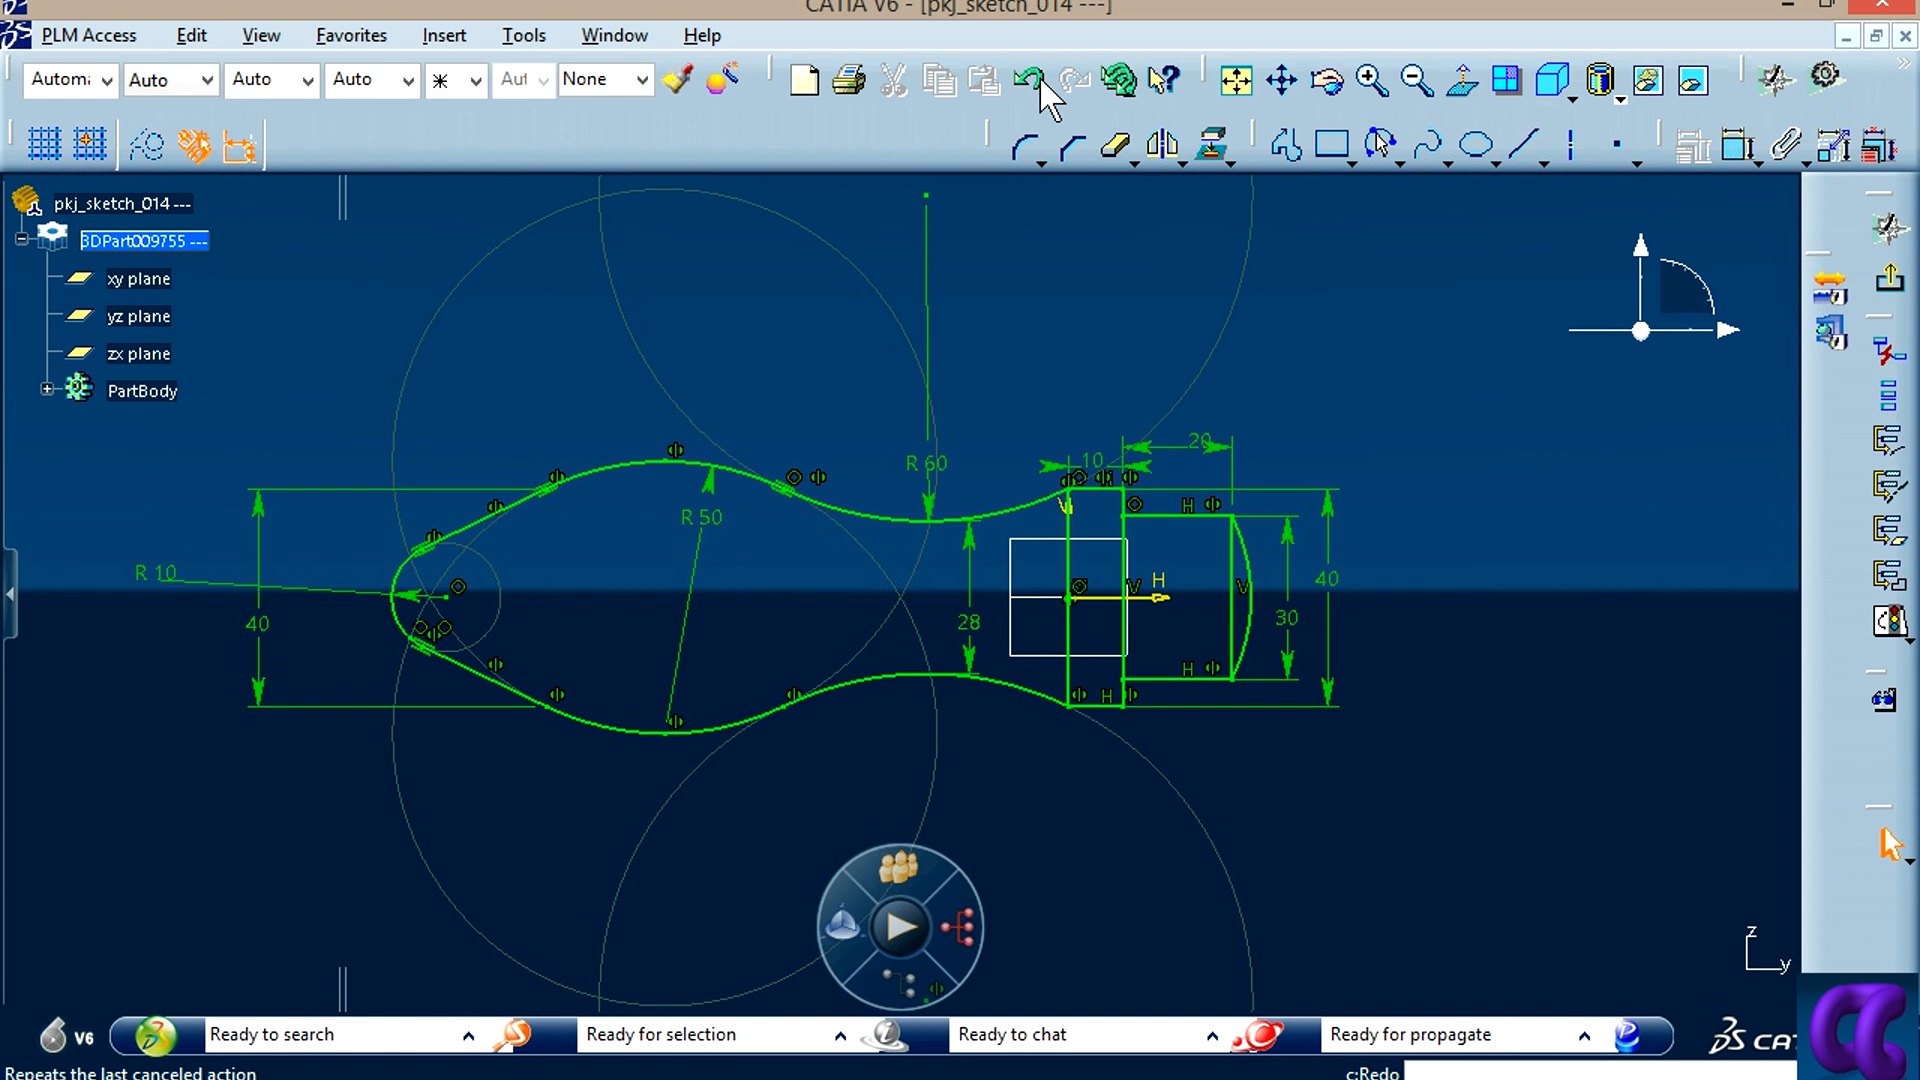 CATIA V6 - [pkj_sketch_014 ---]
PLM Access Edit View Favorites Insert Tools Window Help
Automa Auto Auto Auto Aut None
pkj_sketch_014 ---
3DPart009755 ---
xy plane
yz plane
zx plane
PartBody
20
R 60
10
V
H
R 50
R 10
40
28
H
V
V
30
40
H
H
z
y
V6 Ready to search Ready for selection Ready to chat Ready for propagate
Repeats the last canceled action
c:Redo